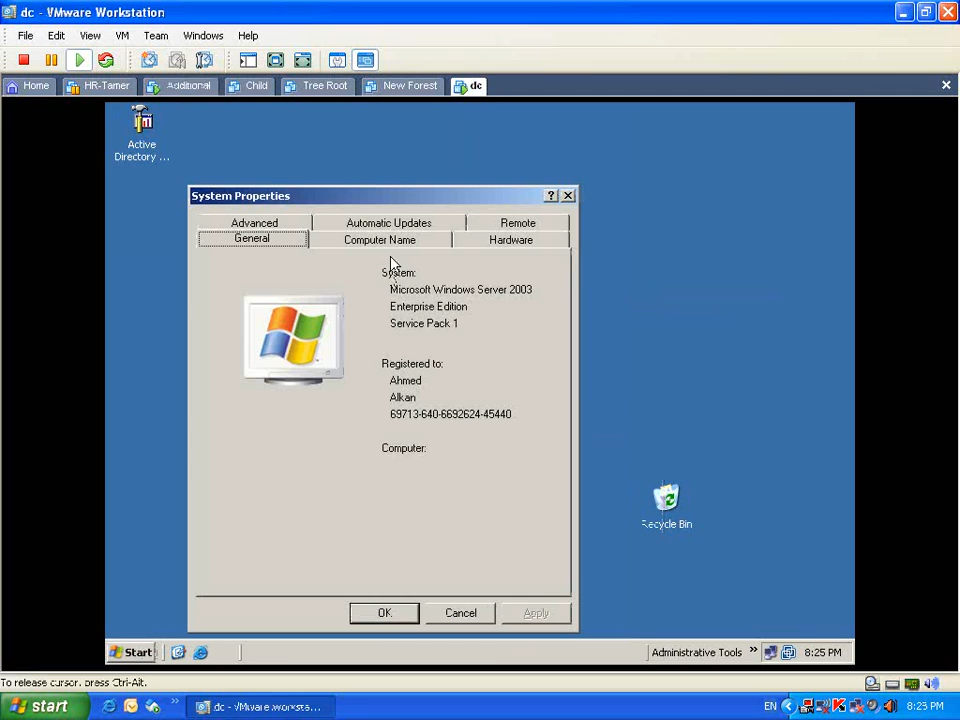 dc - VMware Workstation
File Edit View VM Team Windows Help
Home HR-Tamer Additional Child Tree Root New Forest dc
Active
Directory ...
System Properties
Advanced Automatic Updates Remote
General Computer Name Hardware
System:
Microsoft Windows Server 2003
Enterprise Edition
Service Pack 1
Registered to:
Ahmed
Alkan
69713-640-6692624-45440
Computer:
Recycle Bin
OK Cancel Apply
Start Administrative Tools » 8:25 PM
To release cursor, press Ctrl-Alt.
start » dc - VMwareWorksta... EN 8:23 PM